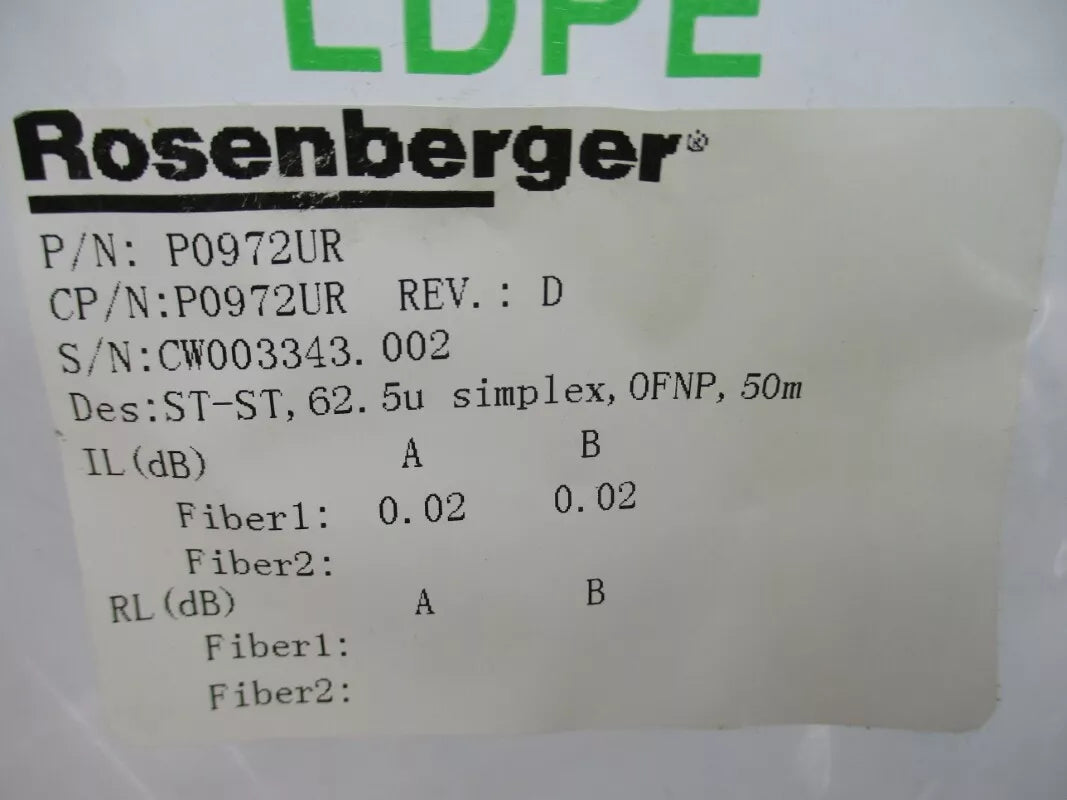 LDPE
Rosenberger®
P/N: P0972UR
CP/N:P0972UR REV.: D
S/N:CW003343.002
Des:ST-ST, 62.5u simplex, OFNP, 50m
IL(dB) A B
Fiber1: 0.02 0.02
Fiber2:
RL(dB) A B
Fiber1:
Fiber2: